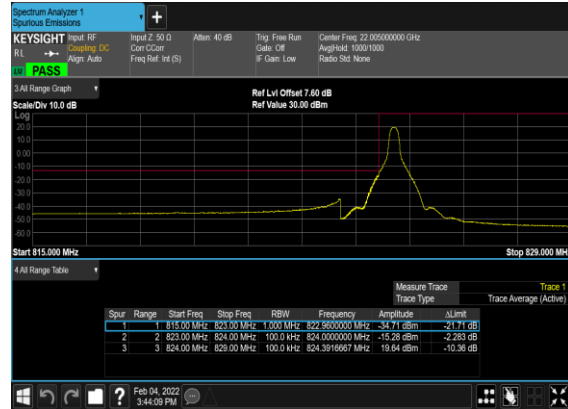 Spectrum Analyzer 1
Spurious Emissions
KEYSIGHT Input: RF Input Z: 50 Ω Atten: 40 dB Trig: Free Run Center Freq: 22.005000000 GHz
RL Coupling: DC Corr CCorr Gate: Off Avg|Hold: 1000/1000
Align: Auto Freq Ref: Int (S) IF Gain: Low Radio Std: None
PASS
3 All Range Graph
Ref Lvl Offset 7.60 dB
Scale/Div 10.0 dB Ref Value 30.00 dBm
Log
20.0
10.0
0.00
-10.0
-20.0
-30.0
-40.0
-50.0
-60.0
Start 815.000 MHz Stop 829.000 MH
4 All Range Table
Measure Trace Trace 1
Trace Type Trace Average (Active)
Spur Range Start Freq Stop Freq RBW Frequency Amplitude ΔLimit
1 1 815.00 MHz 823.00 MHz 1.000 MHz 822.9600000 MHz -34.71 dBm -21.71 dB
2 2 823.00 MHz 824.00 MHz 100.0 kHz 824.0000000 MHz -15.28 dBm -2.283 dB
3 3 824.00 MHz 829.00 MHz 100.0 kHz 824.3916667 MHz 19.64 dBm -10.36 dB
? Feb 04, 2022
3:44:09 PM